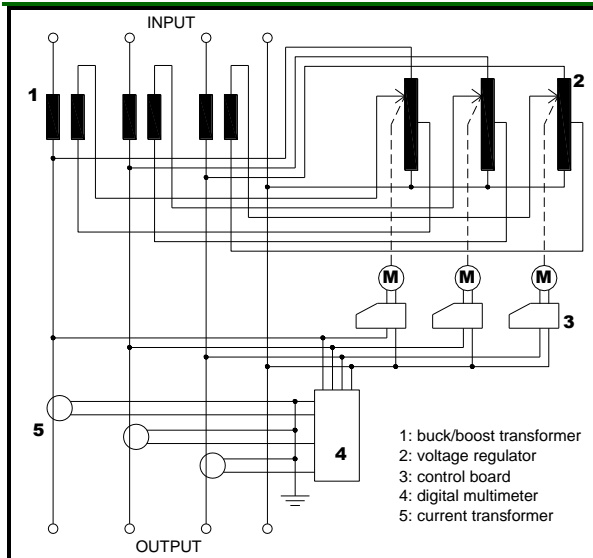 INPUT
1
2
M M M
3
5
4
1: buck/boost transformer
2: voltage regulator
3: control board
4: digital multimeter
5: current transformer
OUTPUT